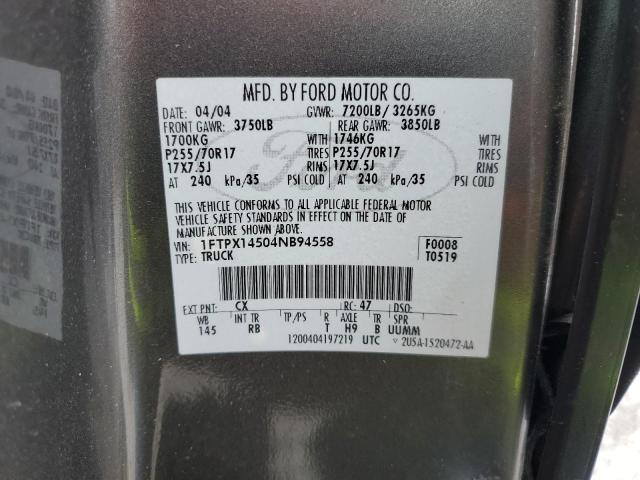 MFD. BY FORD MOTOR CO.
DATE: 04/04 GVWR: 7200LB/ 3265KG
FRONT GAWR: 3750LB REAR GAWR: 3850LB
1700KG WITH 1746KG WITH
P255/70R17 TIRES P255/70R17 TIRES
17X7.5J RIMS 17X7.5J RIMS
AT 240 kPa/35 PSI COLD AT 240 kPa/35 PSI COLD
THIS VEHICLE CONFORMS TO ALL APPLICABLE FEDERAL MOTOR
VEHICLE SAFETY STANDARDS IN EFFECT ON THE DATE OF
MANUFACTURE SHOWN ABOVE.
VIN: 1FTPX14504NB94558 F0008
TYPE: TRUCK T0519
EXT PNT: CX RC: 47 DSO:
WB INT TR TP/PS R AXLE TR SPR
145 RB T H9 B UUMM
1200404197219 UTC 2U5A-1520472-AA
Ford